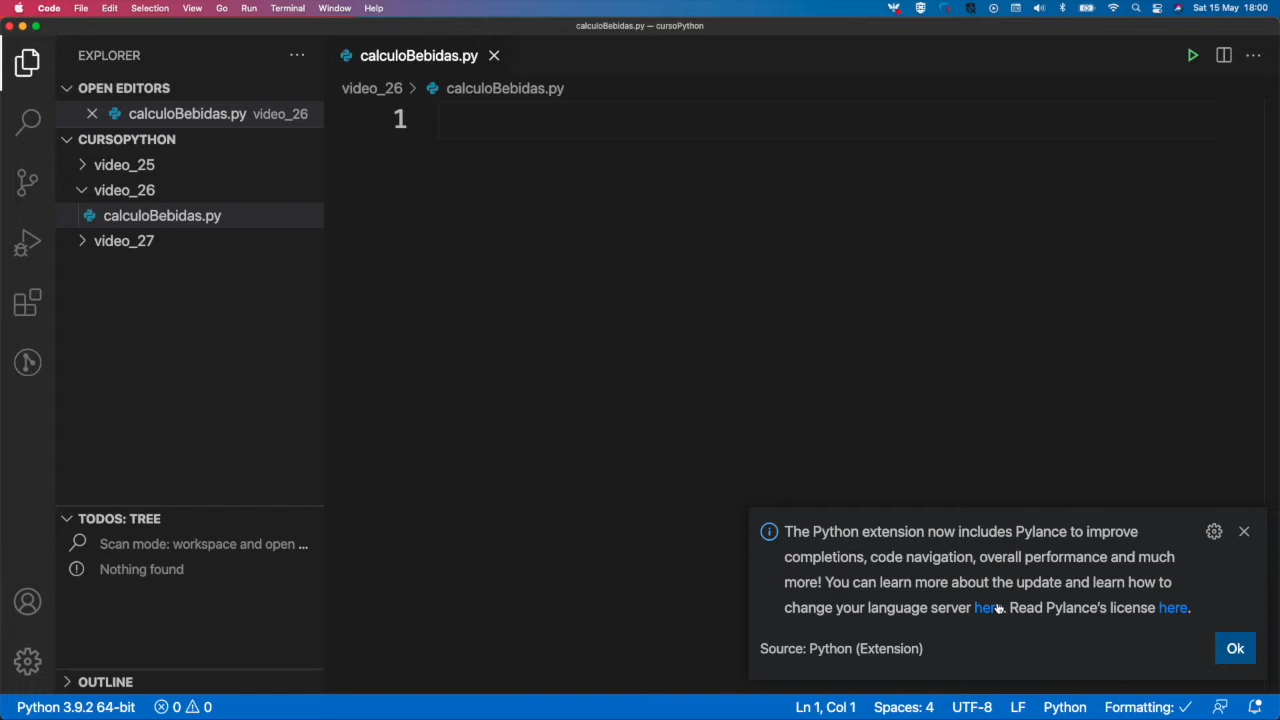 Code File Edit Selection View Go Run Terminal Window Help Sat 15 May 18:00
calculoBebidas.py — cursoPython
EXPLORER
calculoBebidas.py
OPEN EDITORS
video_26 > calculoBebidas.py
calculoBebidas.py video_26
1
CURSOPYTHON
video_25
video_26
calculoBebidas.py
video_27
TODOS: TREE
Scan mode: workspace and open ...
Nothing found
OUTLINE
The Python extension now includes Pylance to improve
completions, code navigation, overall performance and much
more! You can learn more about the update and learn how to
change your language server here. Read Pylance's license here.
Source: Python (Extension)
Ok
Python 3.9.2 64-bit 0 0 Ln 1, Col 1 Spaces: 4 UTF-8 LF Python Formatting: ✓